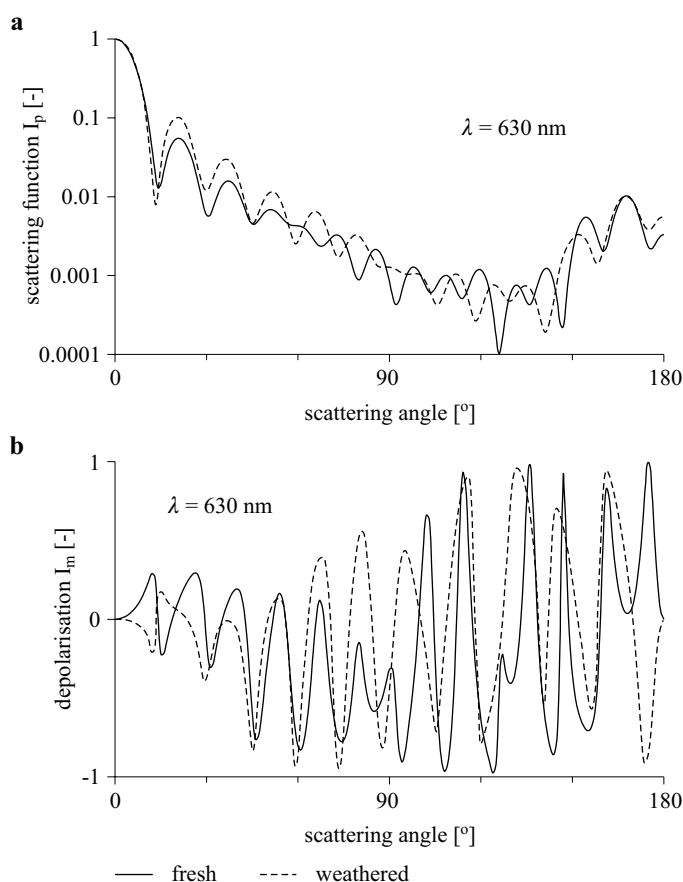 a
1
0.1
0.01
0.001
0.0001
scattering function I_p [-]
λ = 630 nm
0 90 180
scattering angle [º]
b
1
0
-1
depolarisation I_m [-]
λ = 630 nm
0 90 180
scattering angle [º]
fresh weathered